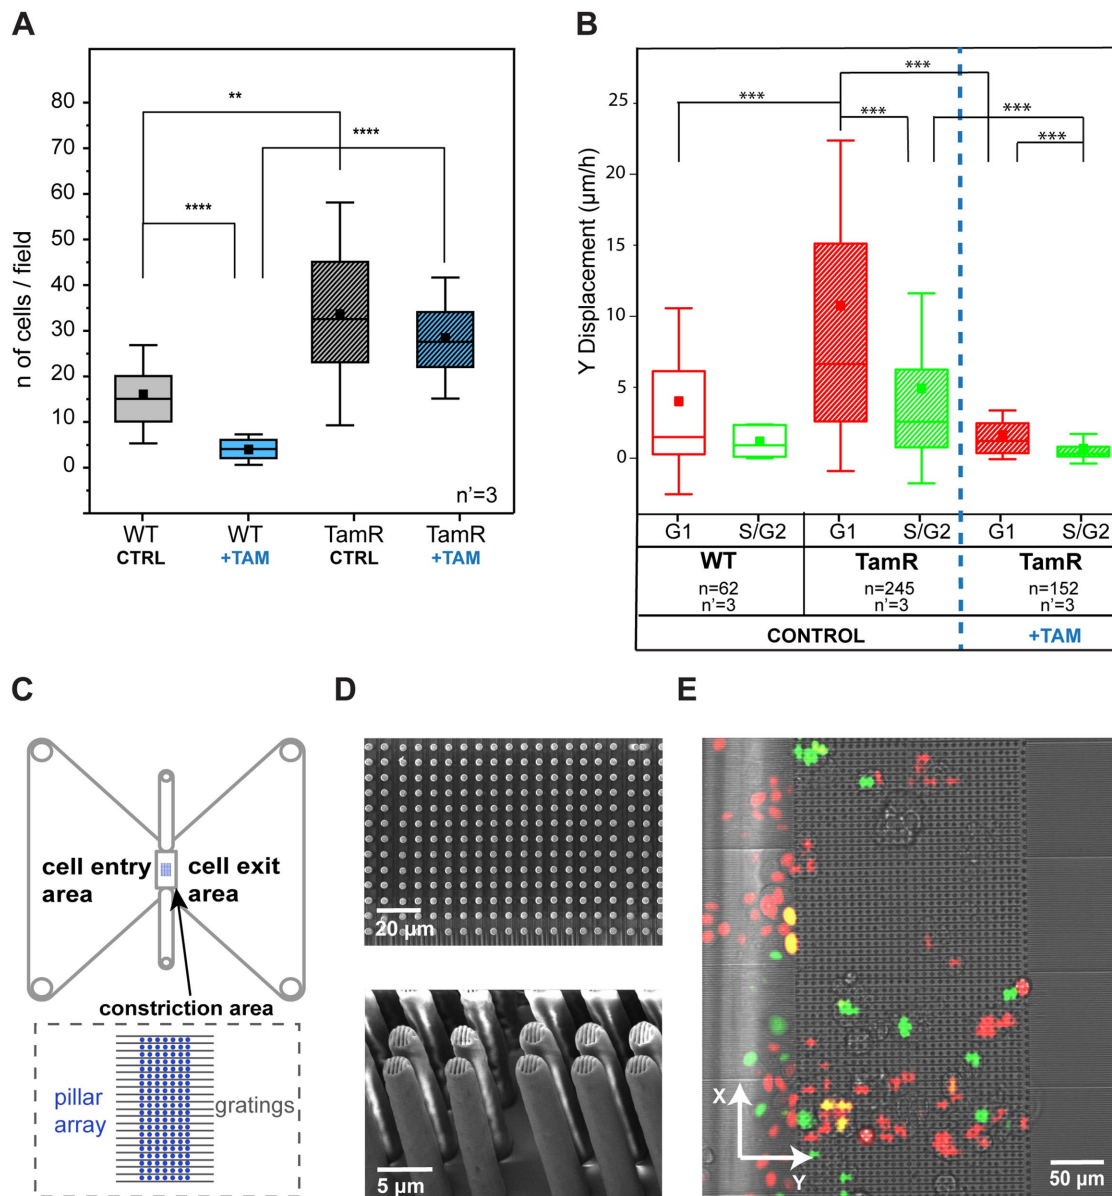 A
n of cells / field
80
70
60
50
40
30
20
10
0
**
****
****
n'=3
WT
CTRL
WT
+TAM
TamR
CTRL
TamR
+TAM
B
Y Displacement (µm/h)
25
20
15
10
5
0
***
***
***
***
***
G1 S/G2 G1 S/G2 G1 S/G2
WT TamR TamR
n=62 n=245 n=152
n'=3 n'=3 n'=3
CONTROL +TAM
C
cell entry
area
cell exit
area
constriction area
pillar
array
gratings
D
20 µm
5 µm
E
X
Y
50 µm